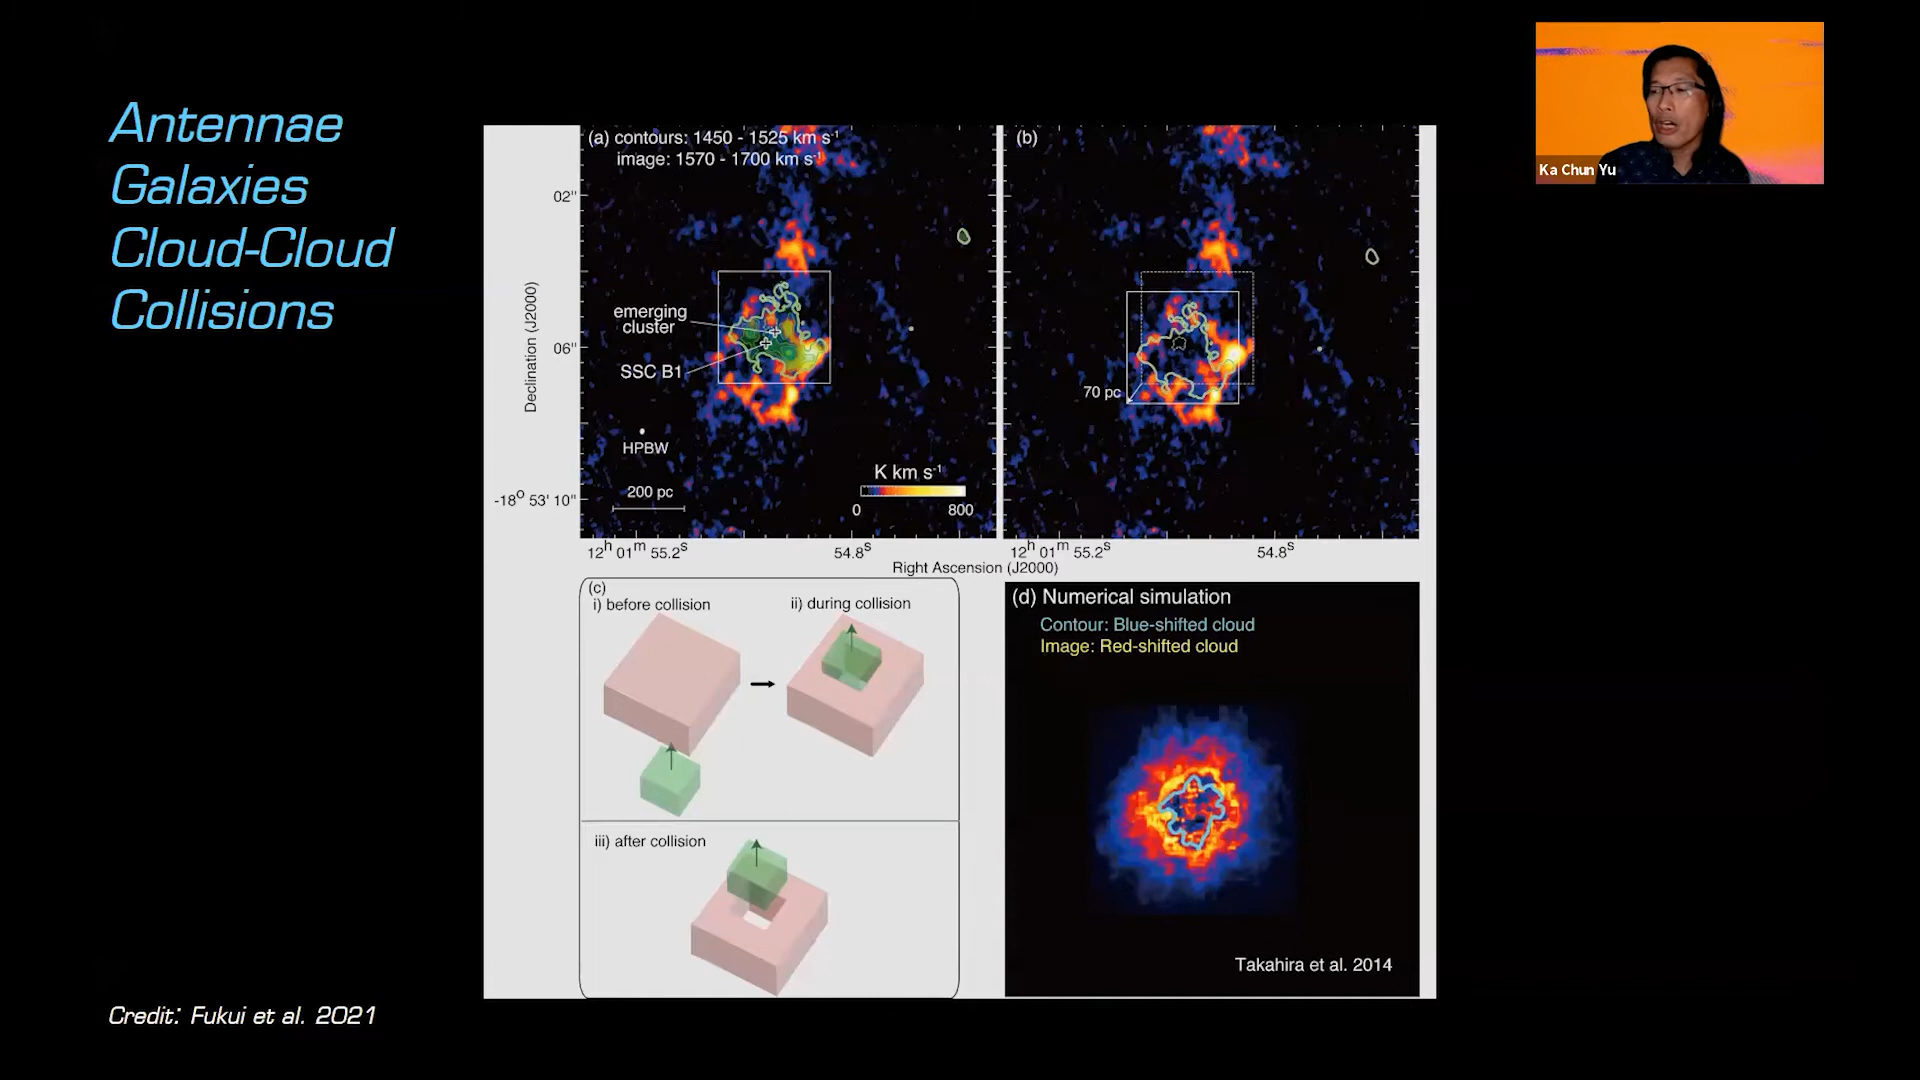 Antennae
Galaxies
Cloud-Cloud
Collisions
Credit: Fukui et al. 2021
Ka Chun Yu
(a) contours: 1450 - 1525 km s⁻¹
image: 1570 - 1700 km s⁻¹
(b)
02"
06"
-18° 53' 10"
Declination (J2000)
emerging
cluster
SSC B1
HPBW
200 pc
K km s⁻¹
0
800
70 pc
12ʰ 01ᵐ 55.2ˢ
54.8ˢ
12ʰ 01ᵐ 55.2ˢ
54.8ˢ
Right Ascension (J2000)
(c)
i) before collision
ii) during collision
iii) after collision
(d) Numerical simulation
Contour: Blue-shifted cloud
Image: Red-shifted cloud
Takahira et al. 2014